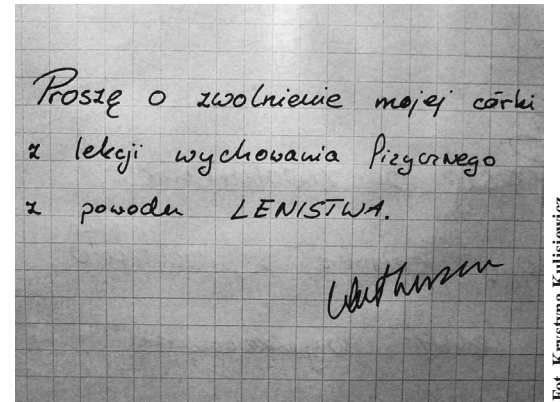 Proszę o zwolnienie mojej córki
z lekcji wychowania fizycznego
z powodu LENISTWA.
Fot. Krystyna Kulisiewicz